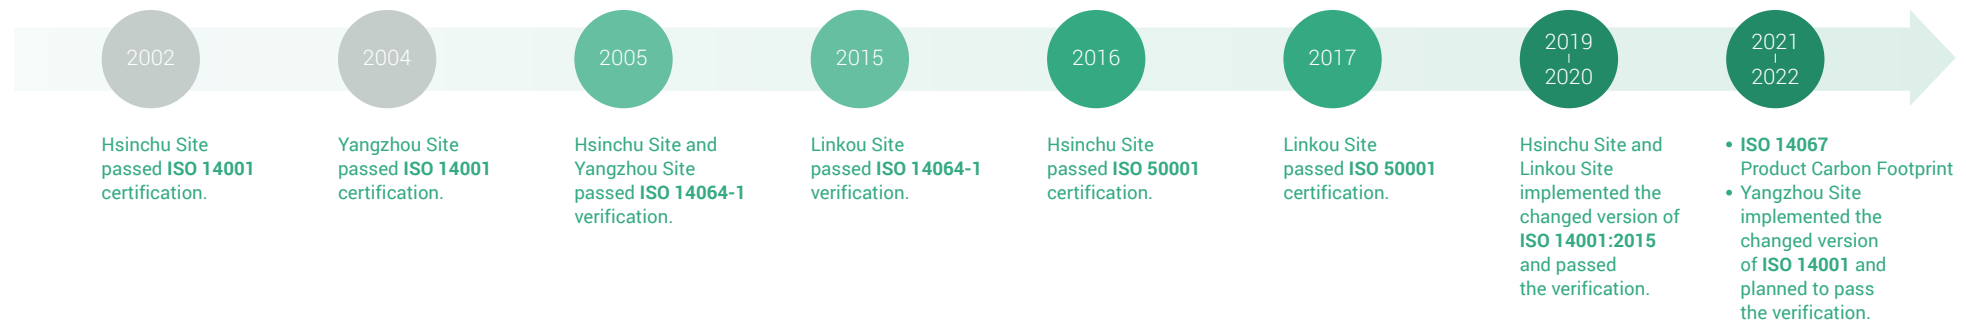 2002
Hsinchu Site
passed ISO 14001
certification.
2004
Yangzhou Site
passed ISO 14001
certification.
2005
Hsinchu Site and
Yangzhou Site
passed ISO 14064-1
verification.
2015
Linkou Site
passed ISO 14064-1
verification.
2016
Hsinchu Site
passed ISO 50001
certification.
2017
Linkou Site
passed ISO 50001
certification.
2019
2020
Hsinchu Site and
Linkou Site
implemented the
changed version of
ISO 14001:2015
and passed
the verification.
2021
2022
• ISO 14067
Product Carbon Footprint
• Yangzhou Site
implemented the
changed version
of ISO 14001 and
planned to pass
the verification.